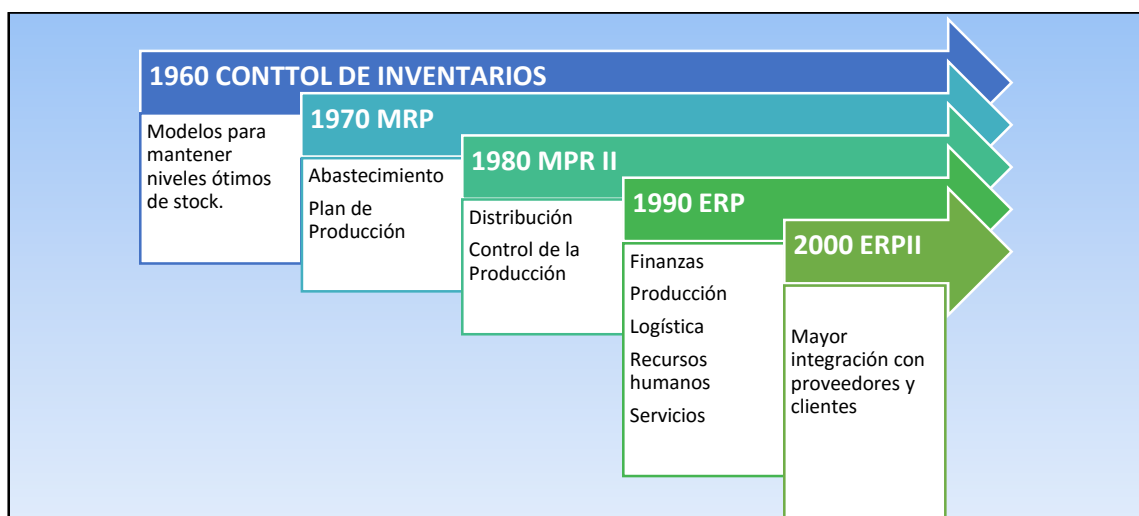 1960 CONTTOL DE INVENTARIOS
Modelos para
mantener
niveles ótimos
de stock.
1970 MRP
Abastecimiento
Plan de
Producción
1980 MPR II
Distribución
Control de la
Producción
1990 ERP
Finanzas
Producción
Logística
Recursos
humanos
Servicios
2000 ERPII
Mayor
integración con
proveedores y
clientes